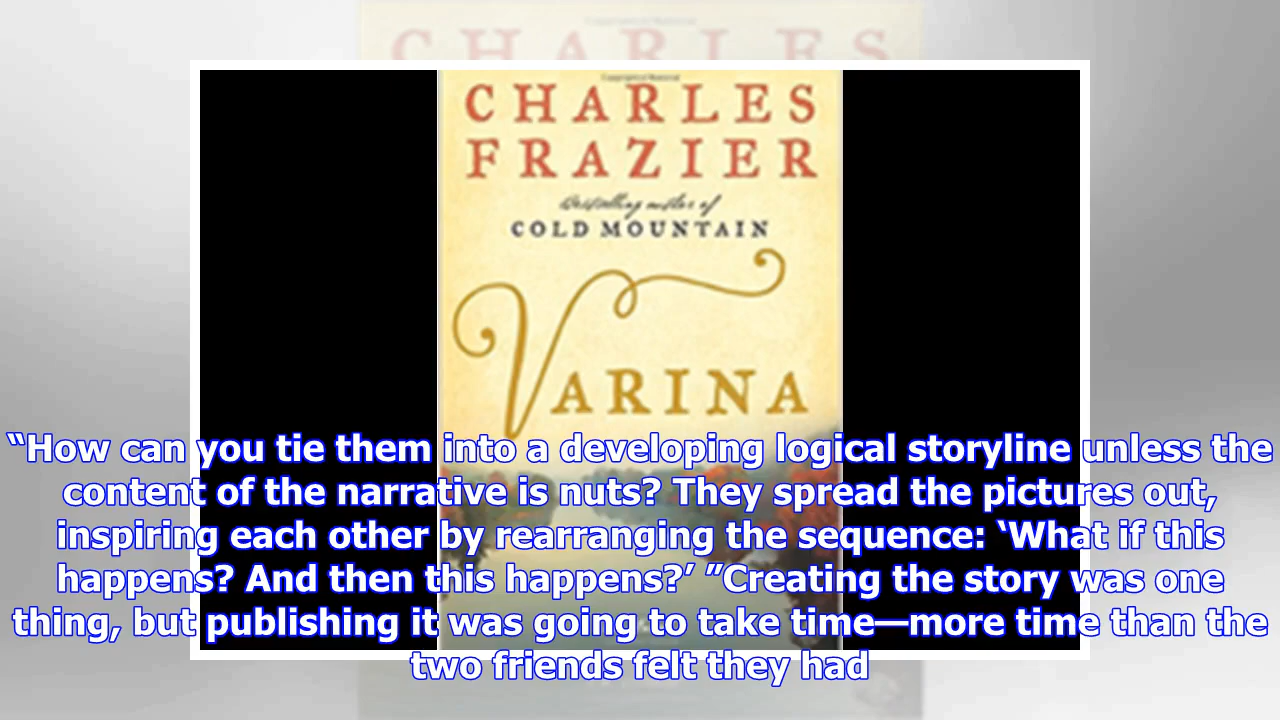 CHARLES
CHARLES
FRAZIER
Bestselling author of
COLD MOUNTAIN
VARINA
“How can you tie them into a developing logical storyline unless the
content of the narrative is nuts? They spread the pictures out,
inspiring each other by rearranging the sequence: ‘What if this
happens? And then this happens?’ ”Creating the story was one
thing, but publishing it was going to take time—more time than the
two friends felt they had